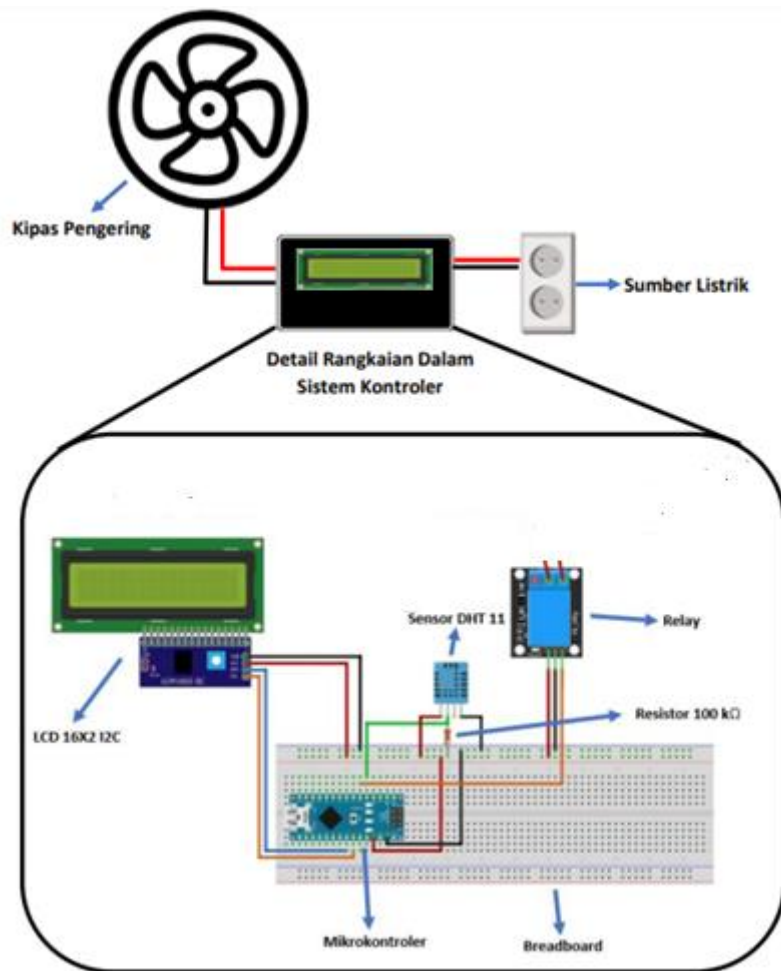 Kipas Pengering
Sumber Listrik
Detail Rangkaian Dalam
Sistem Kontroler
Sensor DHT 11
Relay
Resistor 100 kΩ
LCD 16X2 I2C
Mikrokontroler
Breadboard